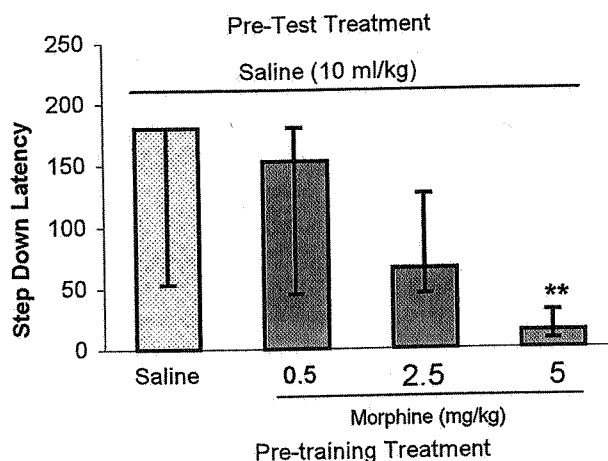 Pre-Test Treatment
Saline (10 ml/kg)
250
200
150
100
50
0
Step Down Latency
**
Saline 0.5 2.5 5
Morphine (mg/kg)
Pre-training Treatment